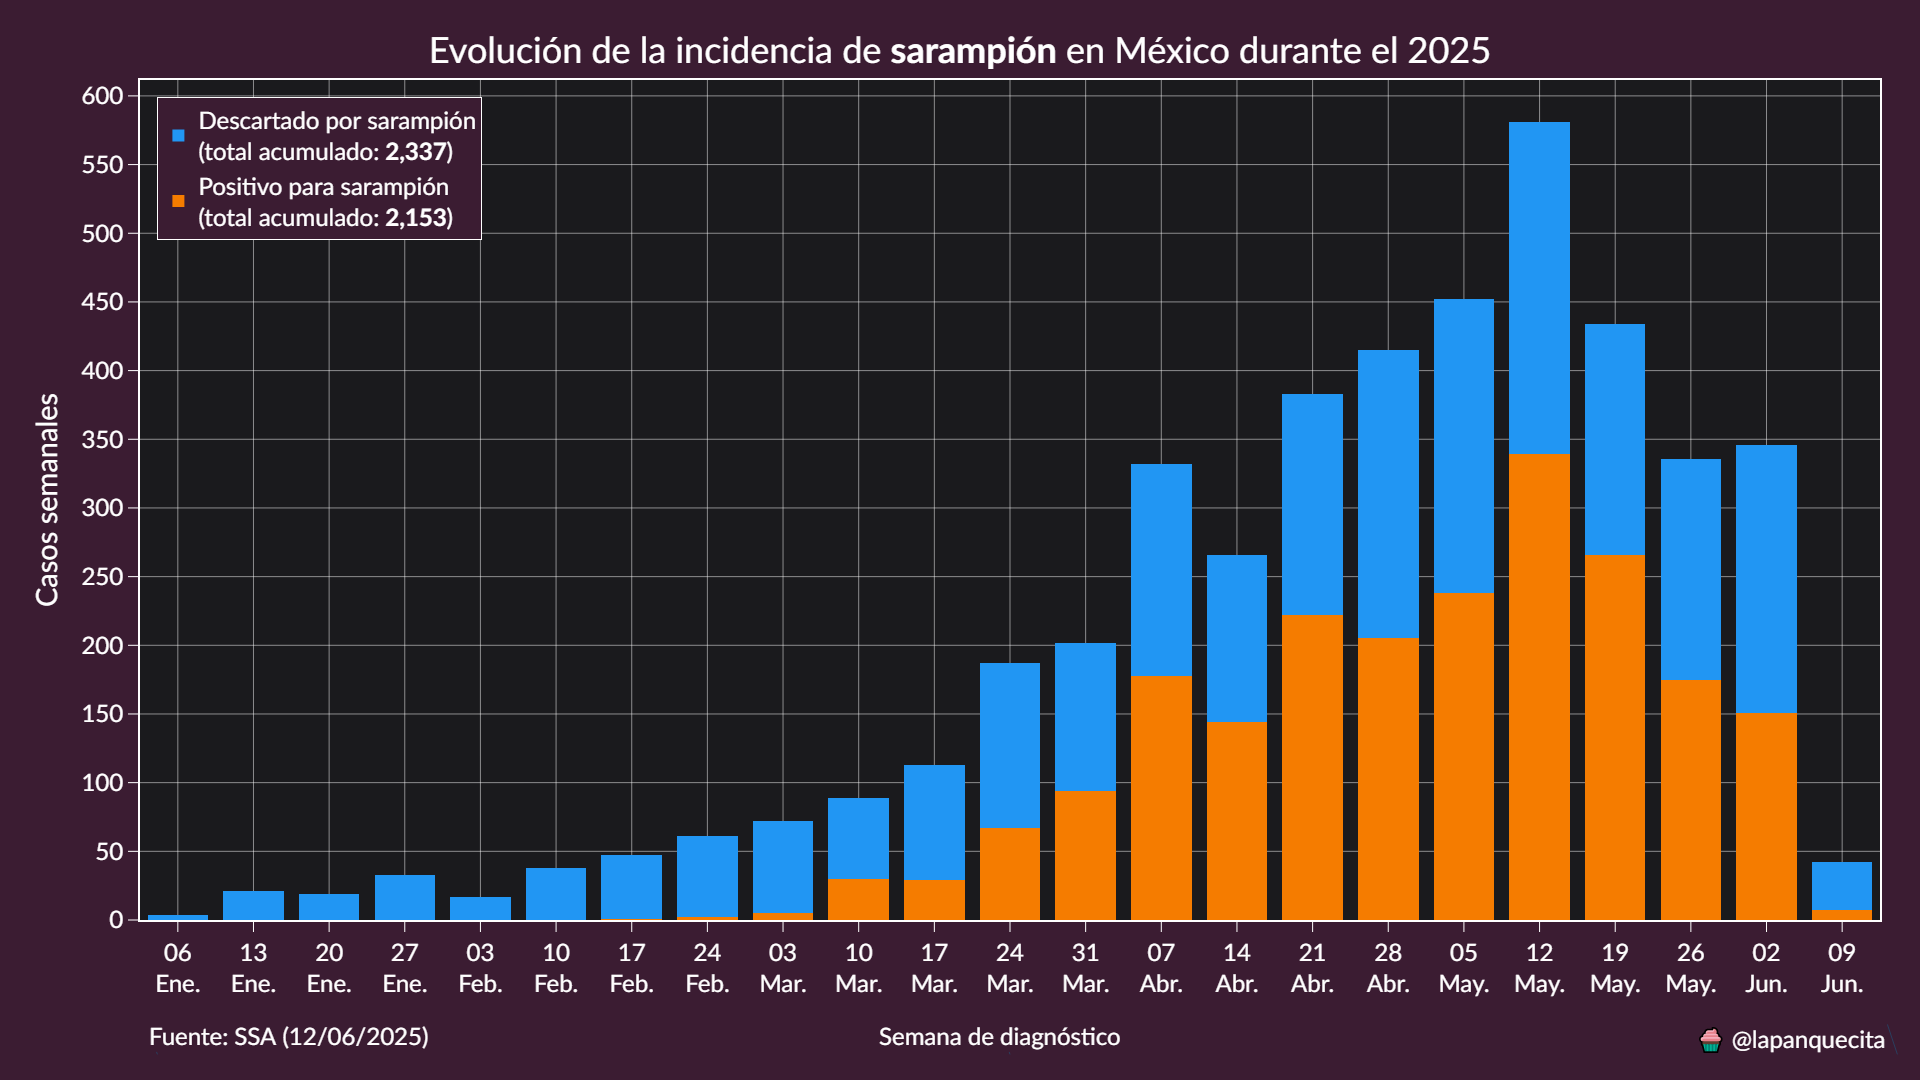 Evolución de la incidencia de sarampión en México durante el 2025
Descartado por sarampión
(total acumulado: 2,337)
Positivo para sarampión
(total acumulado: 2,153)
Casos semanales
600
550
500
450
400
350
300
250
200
150
100
50
0
06 Ene.
13 Ene.
20 Ene.
27 Ene.
03 Feb.
10 Feb.
17 Feb.
24 Feb.
03 Mar.
10 Mar.
17 Mar.
24 Mar.
31 Mar.
07 Abr.
14 Abr.
21 Abr.
28 Abr.
05 May.
12 May.
19 May.
26 May.
02 Jun.
09 Jun.
Fuente: SSA (12/06/2025)
Semana de diagnóstico
@lapanquecita